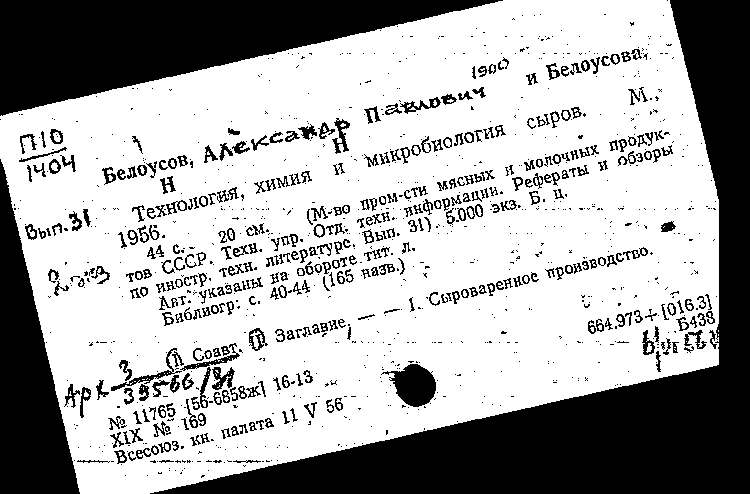 П10
1404
1900
Белоусов, Александр Павлович и Белоусова,
Н Н
Технология, химия и микробиология сыров. М.,
1956.
Вып. 31
44 с. 20 см. (М-во пром-сти мясных и молочных продук-
тов СССР. Техн. упр. Отд. техн. информации. Рефераты и обзоры
по иностр. техн. литературе. Вып. 31). 5.000 экз. Б. ц.
2 экз
Авт. указаны на обороте тит. л.
Библиогр: с. 40-44 (165 назв.)
I Соавт. II Заглавие, — — 1. Сыроваренное производство.
Арх 3
39566/31
664.973+[016.3]
Б438
№ 11765 [56-6858ж] 16-13
XIX № 169
Всесоюз. кн. палата 11 V 56